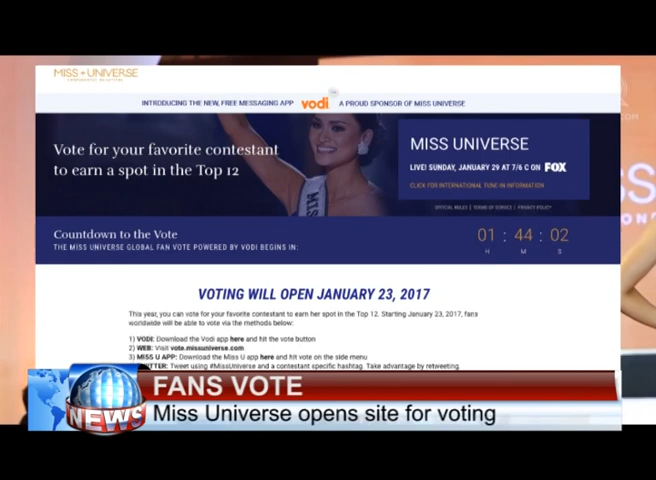 MISS UNIVERSE
CONFIDENTLY BEAUTIFUL
INTRODUCING THE NEW, FREE MESSAGING APP vodi A PROUD SPONSOR OF MISS UNIVERSE
Vote for your favorite contestant
to earn a spot in the Top 12
MISS UNIVERSE
LIVE! SUNDAY, JANUARY 29 AT 7/6 C ON FOX
CLICK FOR INTERNATIONAL TUNE-IN INFORMATION
OFFICIAL RULES | TERMS OF SERVICE | PRIVACY POLICY
Countdown to the Vote
THE MISS UNIVERSE GLOBAL FAN VOTE POWERED BY VODI BEGINS IN:
01 : 44 : 02
H M S
VOTING WILL OPEN JANUARY 23, 2017
This year, you can vote for your favorite contestant to earn her spot in the Top 12. Starting January 23, 2017, fans
worldwide will be able to vote via the methods below:
1) VODI: Download the Vodi app here and hit the vote button
2) WEB: Visit vote.missuniverse.com
3) MISS U APP: Download the Miss U app here and hit vote on the side menu
TTER: Tweet using #MissUniverse and a contestant specific hashtag. Take advantage by retweeting.
NEWS
FANS VOTE
Miss Universe opens site for voting